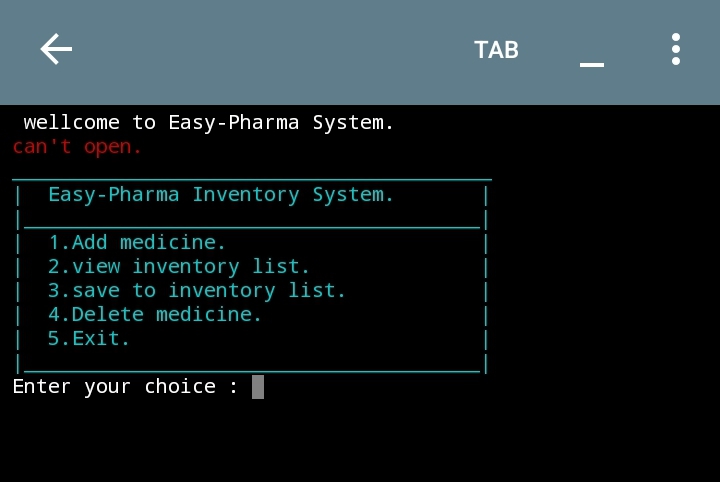 TAB
wellcome to Easy-Pharma System.
can't open.
Easy-Pharma Inventory System.
1.Add medicine.
2.view inventory list.
3.save to inventory list.
4.Delete medicine.
5.Exit.
Enter your choice :